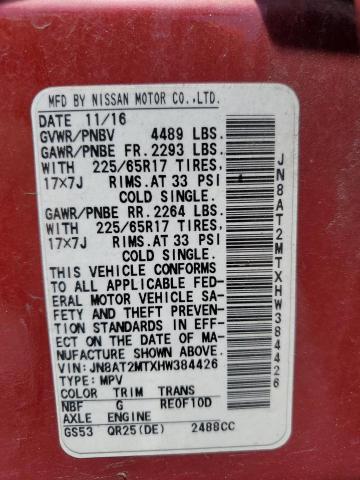 MFD BY NISSAN MOTOR CO.,LTD.
DATE 11/16
GVWR/PNBV 4489 LBS.
GAWR/PNBE FR. 2293 LBS.
WITH 225/65R17 TIRES,
17X7J RIMS.AT 33 PSI
COLD SINGLE.
GAWR/PNBE RR. 2264 LBS.
WITH 225/65R17 TIRES,
17X7J RIMS.AT 33 PSI
COLD SINGLE.
THIS VEHICLE CONFORMS
TO ALL APPLICABLE FED-
ERAL MOTOR VEHICLE SA-
FETY AND THEFT PREVENTION
STANDARDS IN EFF-
ECT ON THE DATE OF MA-
NUFACTURE SHOWN ABOVE.
VIN:JN8AT2MTXHW384426
TYPE: MPV
COLOR TRIM TRANS
NBF G RE0F10D
AXLE ENGINE
GS53 QR25(DE) 2488CC
JN8AT2MTXHW384426